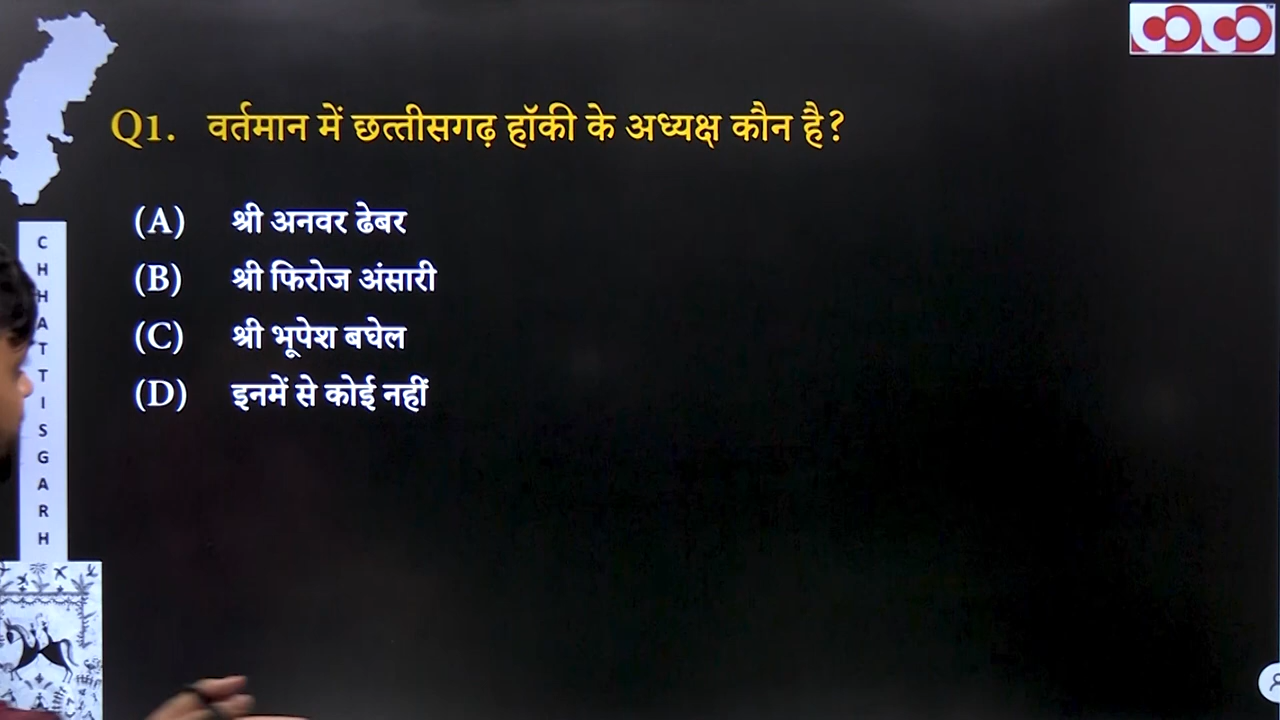 Q1. वर्तमान में छत्तीसगढ़ हॉकी के अध्यक्ष कौन है?
(A) श्री अनवर ढेबर
(B) श्री फिरोज अंसारी
(C) श्री भूपेश बघेल
(D) इनमें से कोई नहीं
CHHATTISGARH